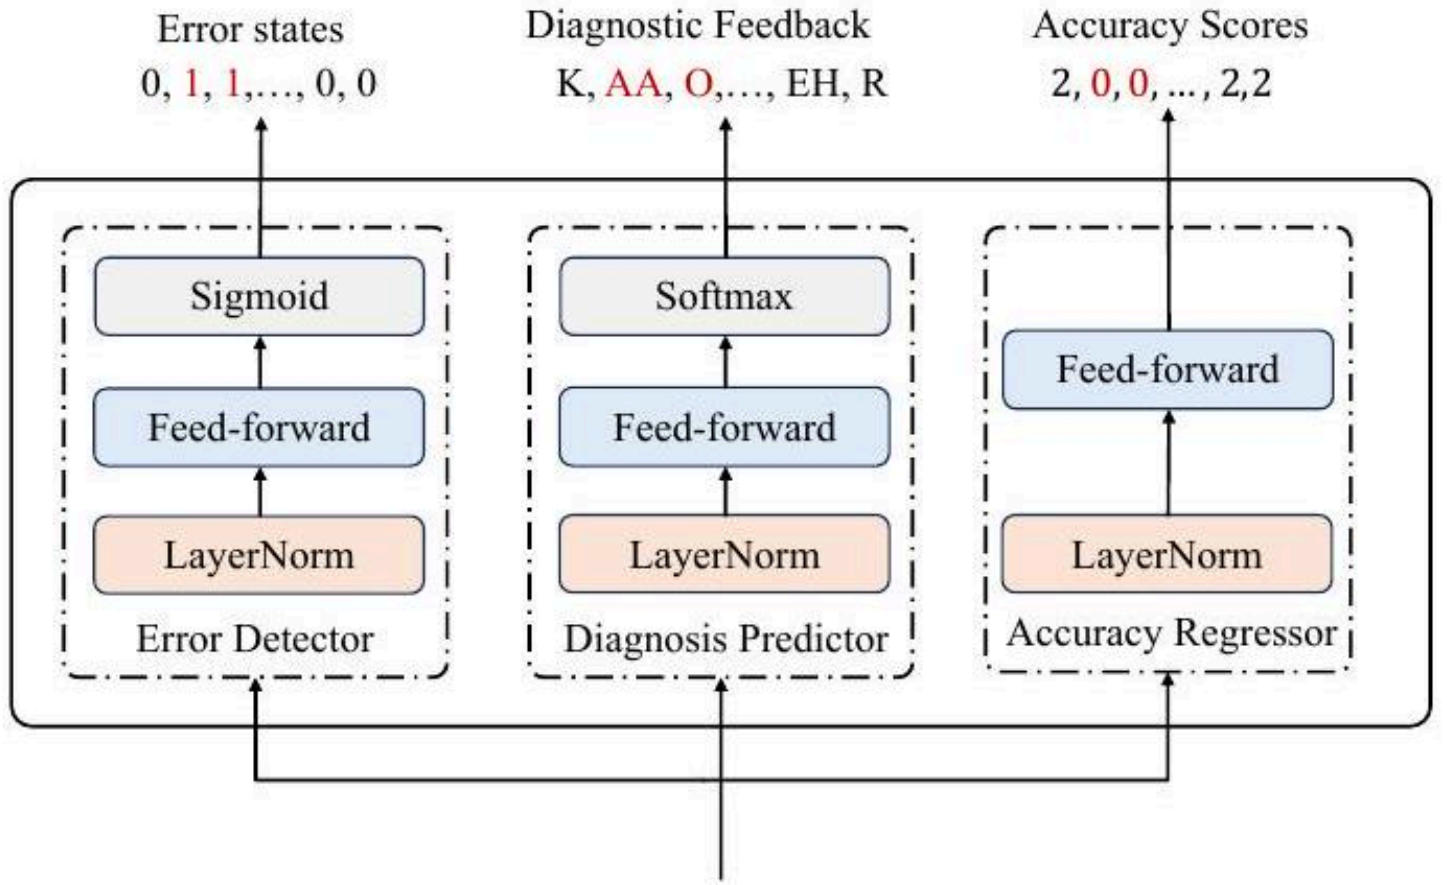 Error states
0, 1, 1,..., 0, 0
Sigmoid
Feed-forward
LayerNorm
Error Detector
Diagnostic Feedback
K, AA, O,..., EH, R
Softmax
Feed-forward
LayerNorm
Diagnosis Predictor
Accuracy Scores
2, 0, 0, ... , 2,2
Feed-forward
LayerNorm
Accuracy Regressor